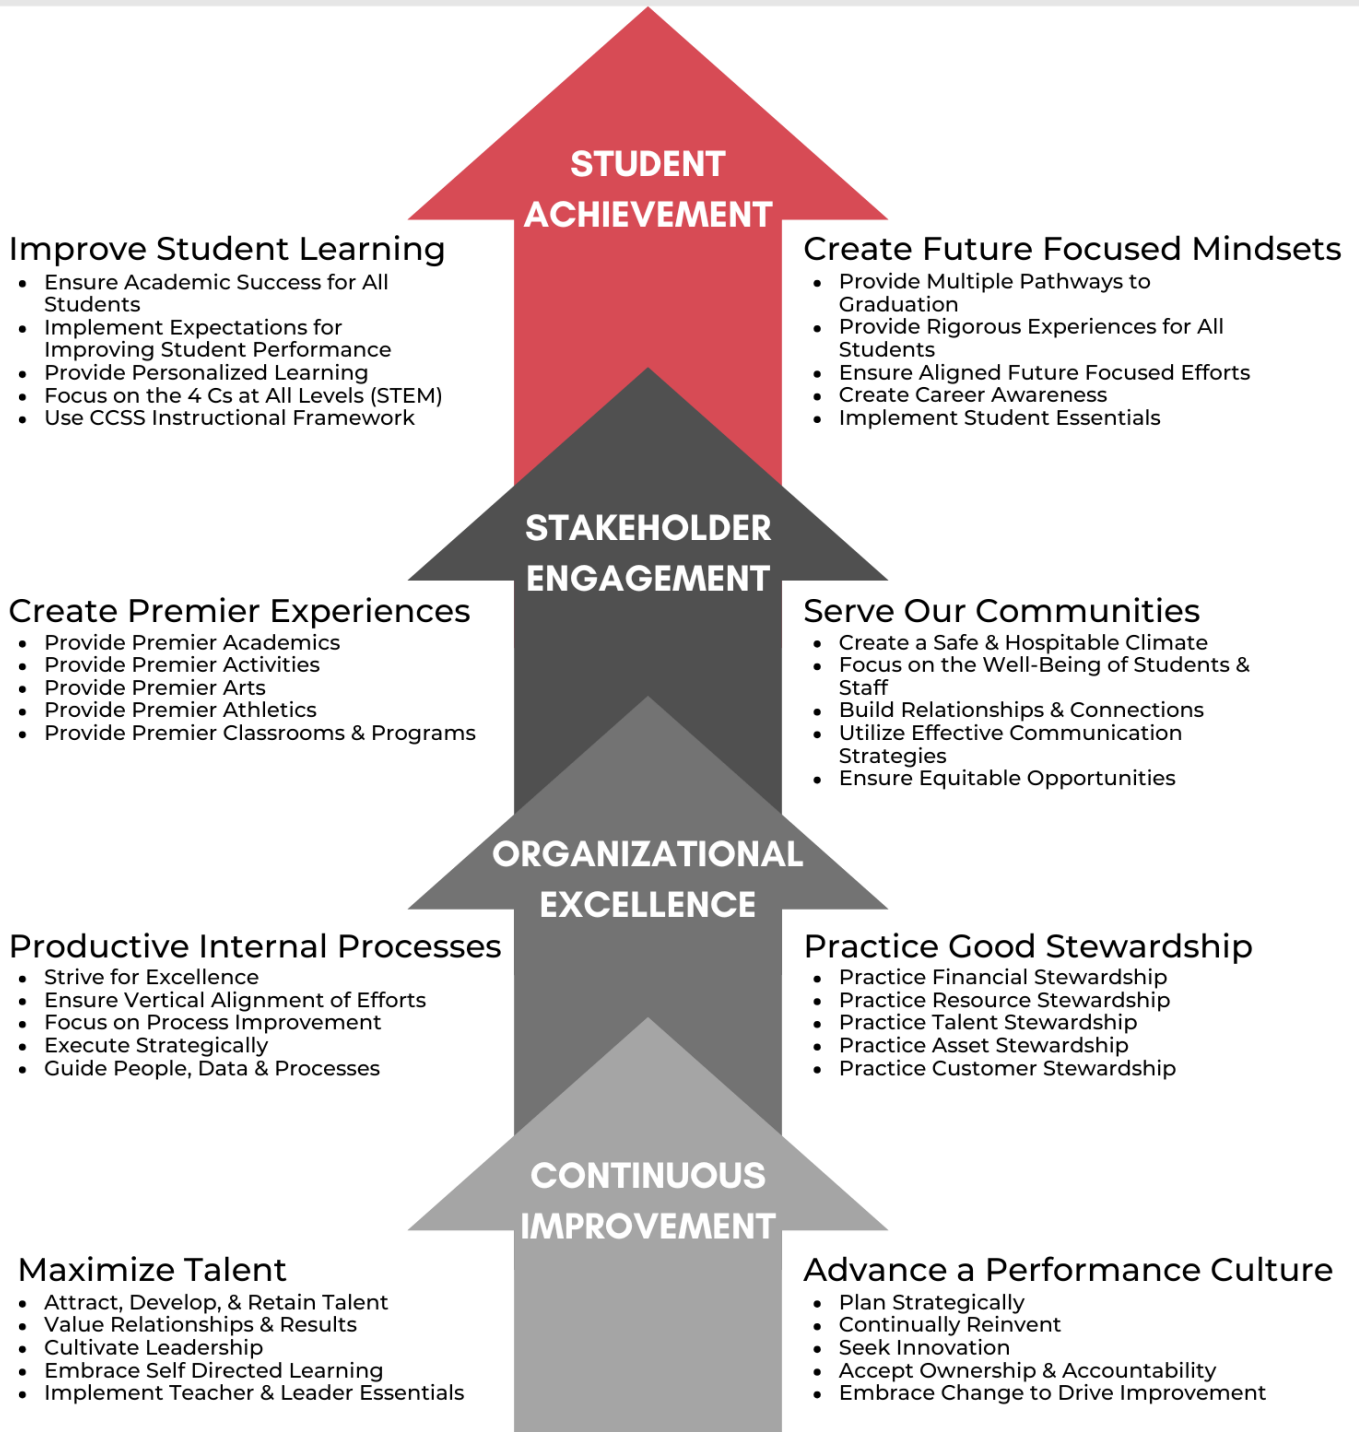 STUDENT
ACHIEVEMENT
Improve Student Learning
• Ensure Academic Success for All
Students
• Implement Expectations for
Improving Student Performance
• Provide Personalized Learning
• Focus on the 4 Cs at All Levels (STEM)
• Use CCSS Instructional Framework
Create Future Focused Mindsets
• Provide Multiple Pathways to
Graduation
• Provide Rigorous Experiences for All
Students
• Ensure Aligned Future Focused Efforts
• Create Career Awareness
• Implement Student Essentials
STAKEHOLDER
ENGAGEMENT
Create Premier Experiences
• Provide Premier Academics
• Provide Premier Activities
• Provide Premier Arts
• Provide Premier Athletics
• Provide Premier Classrooms & Programs
Serve Our Communities
• Create a Safe & Hospitable Climate
• Focus on the Well-Being of Students &
Staff
• Build Relationships & Connections
• Utilize Effective Communication
Strategies
• Ensure Equitable Opportunities
ORGANIZATIONAL
EXCELLENCE
Productive Internal Processes
• Strive for Excellence
• Ensure Vertical Alignment of Efforts
• Focus on Process Improvement
• Execute Strategically
• Guide People, Data & Processes
Practice Good Stewardship
• Practice Financial Stewardship
• Practice Resource Stewardship
• Practice Talent Stewardship
• Practice Asset Stewardship
• Practice Customer Stewardship
CONTINUOUS
IMPROVEMENT
Maximize Talent
• Attract, Develop, & Retain Talent
• Value Relationships & Results
• Cultivate Leadership
• Embrace Self Directed Learning
• Implement Teacher & Leader Essentials
Advance a Performance Culture
• Plan Strategically
• Continually Reinvent
• Seek Innovation
• Accept Ownership & Accountability
• Embrace Change to Drive Improvement